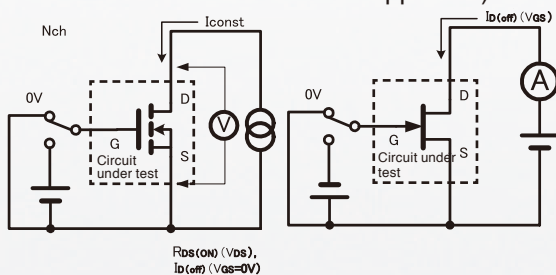 Nch
Iconst
0V
D
G
S
V
Circuit
under test
RDS(ON) (VDS),
ID(off) (VGS=0V)
ID(off) (VGS)
0V
D
G
S
A
Circuit under
test